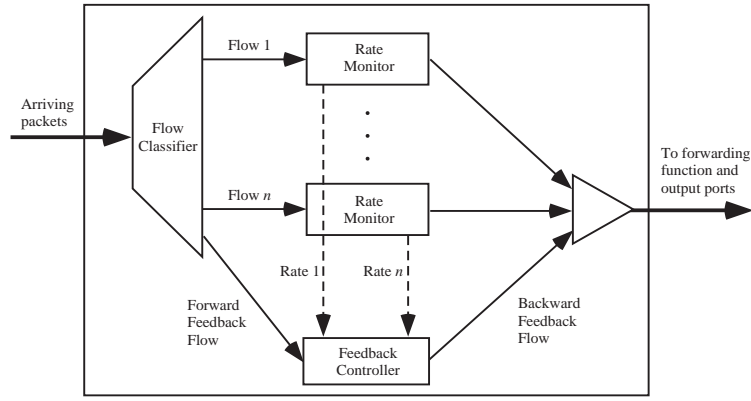 Arriving
packets
Flow
Classifier
Flow 1
Rate
Monitor
Flow n
Rate
Monitor
Rate 1
Rate n
Forward
Feedback
Flow
Feedback
Controller
Backward
Feedback
Flow
To forwarding
function and
output ports